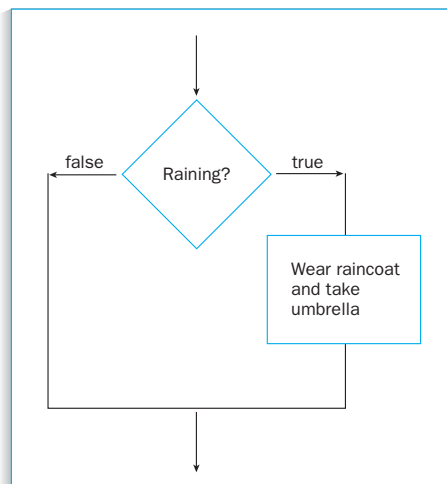 false
Raining?
true
Wear raincoat
and take
umbrella